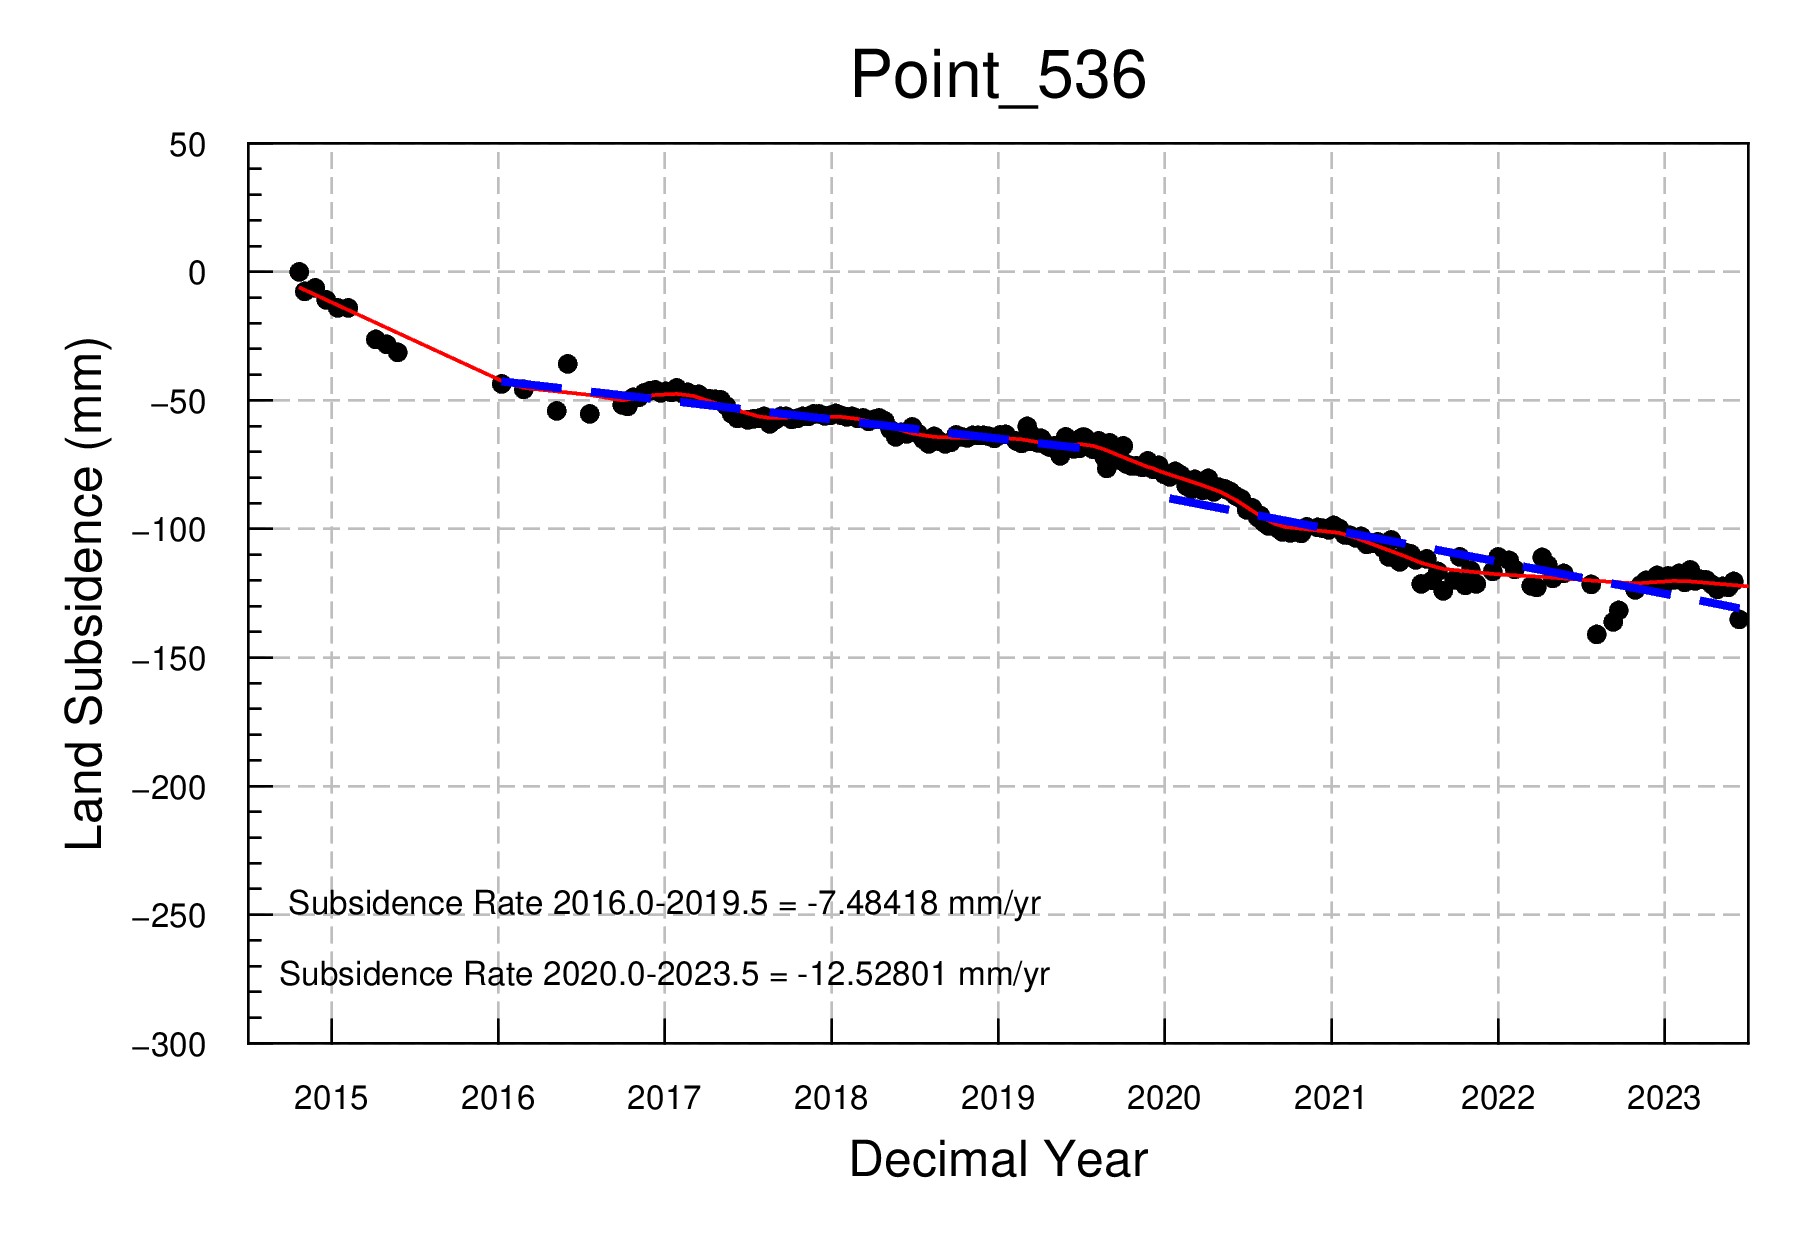 Point_536
50
0
−50
−100
−150
−200
−250
−300
Land Subsidence (mm)
Subsidence Rate 2016.0-2019.5 = -7.48418 mm/yr
Subsidence Rate 2020.0-2023.5 = -12.52801 mm/yr
2015 2016 2017 2018 2019 2020 2021 2022 2023
Decimal Year